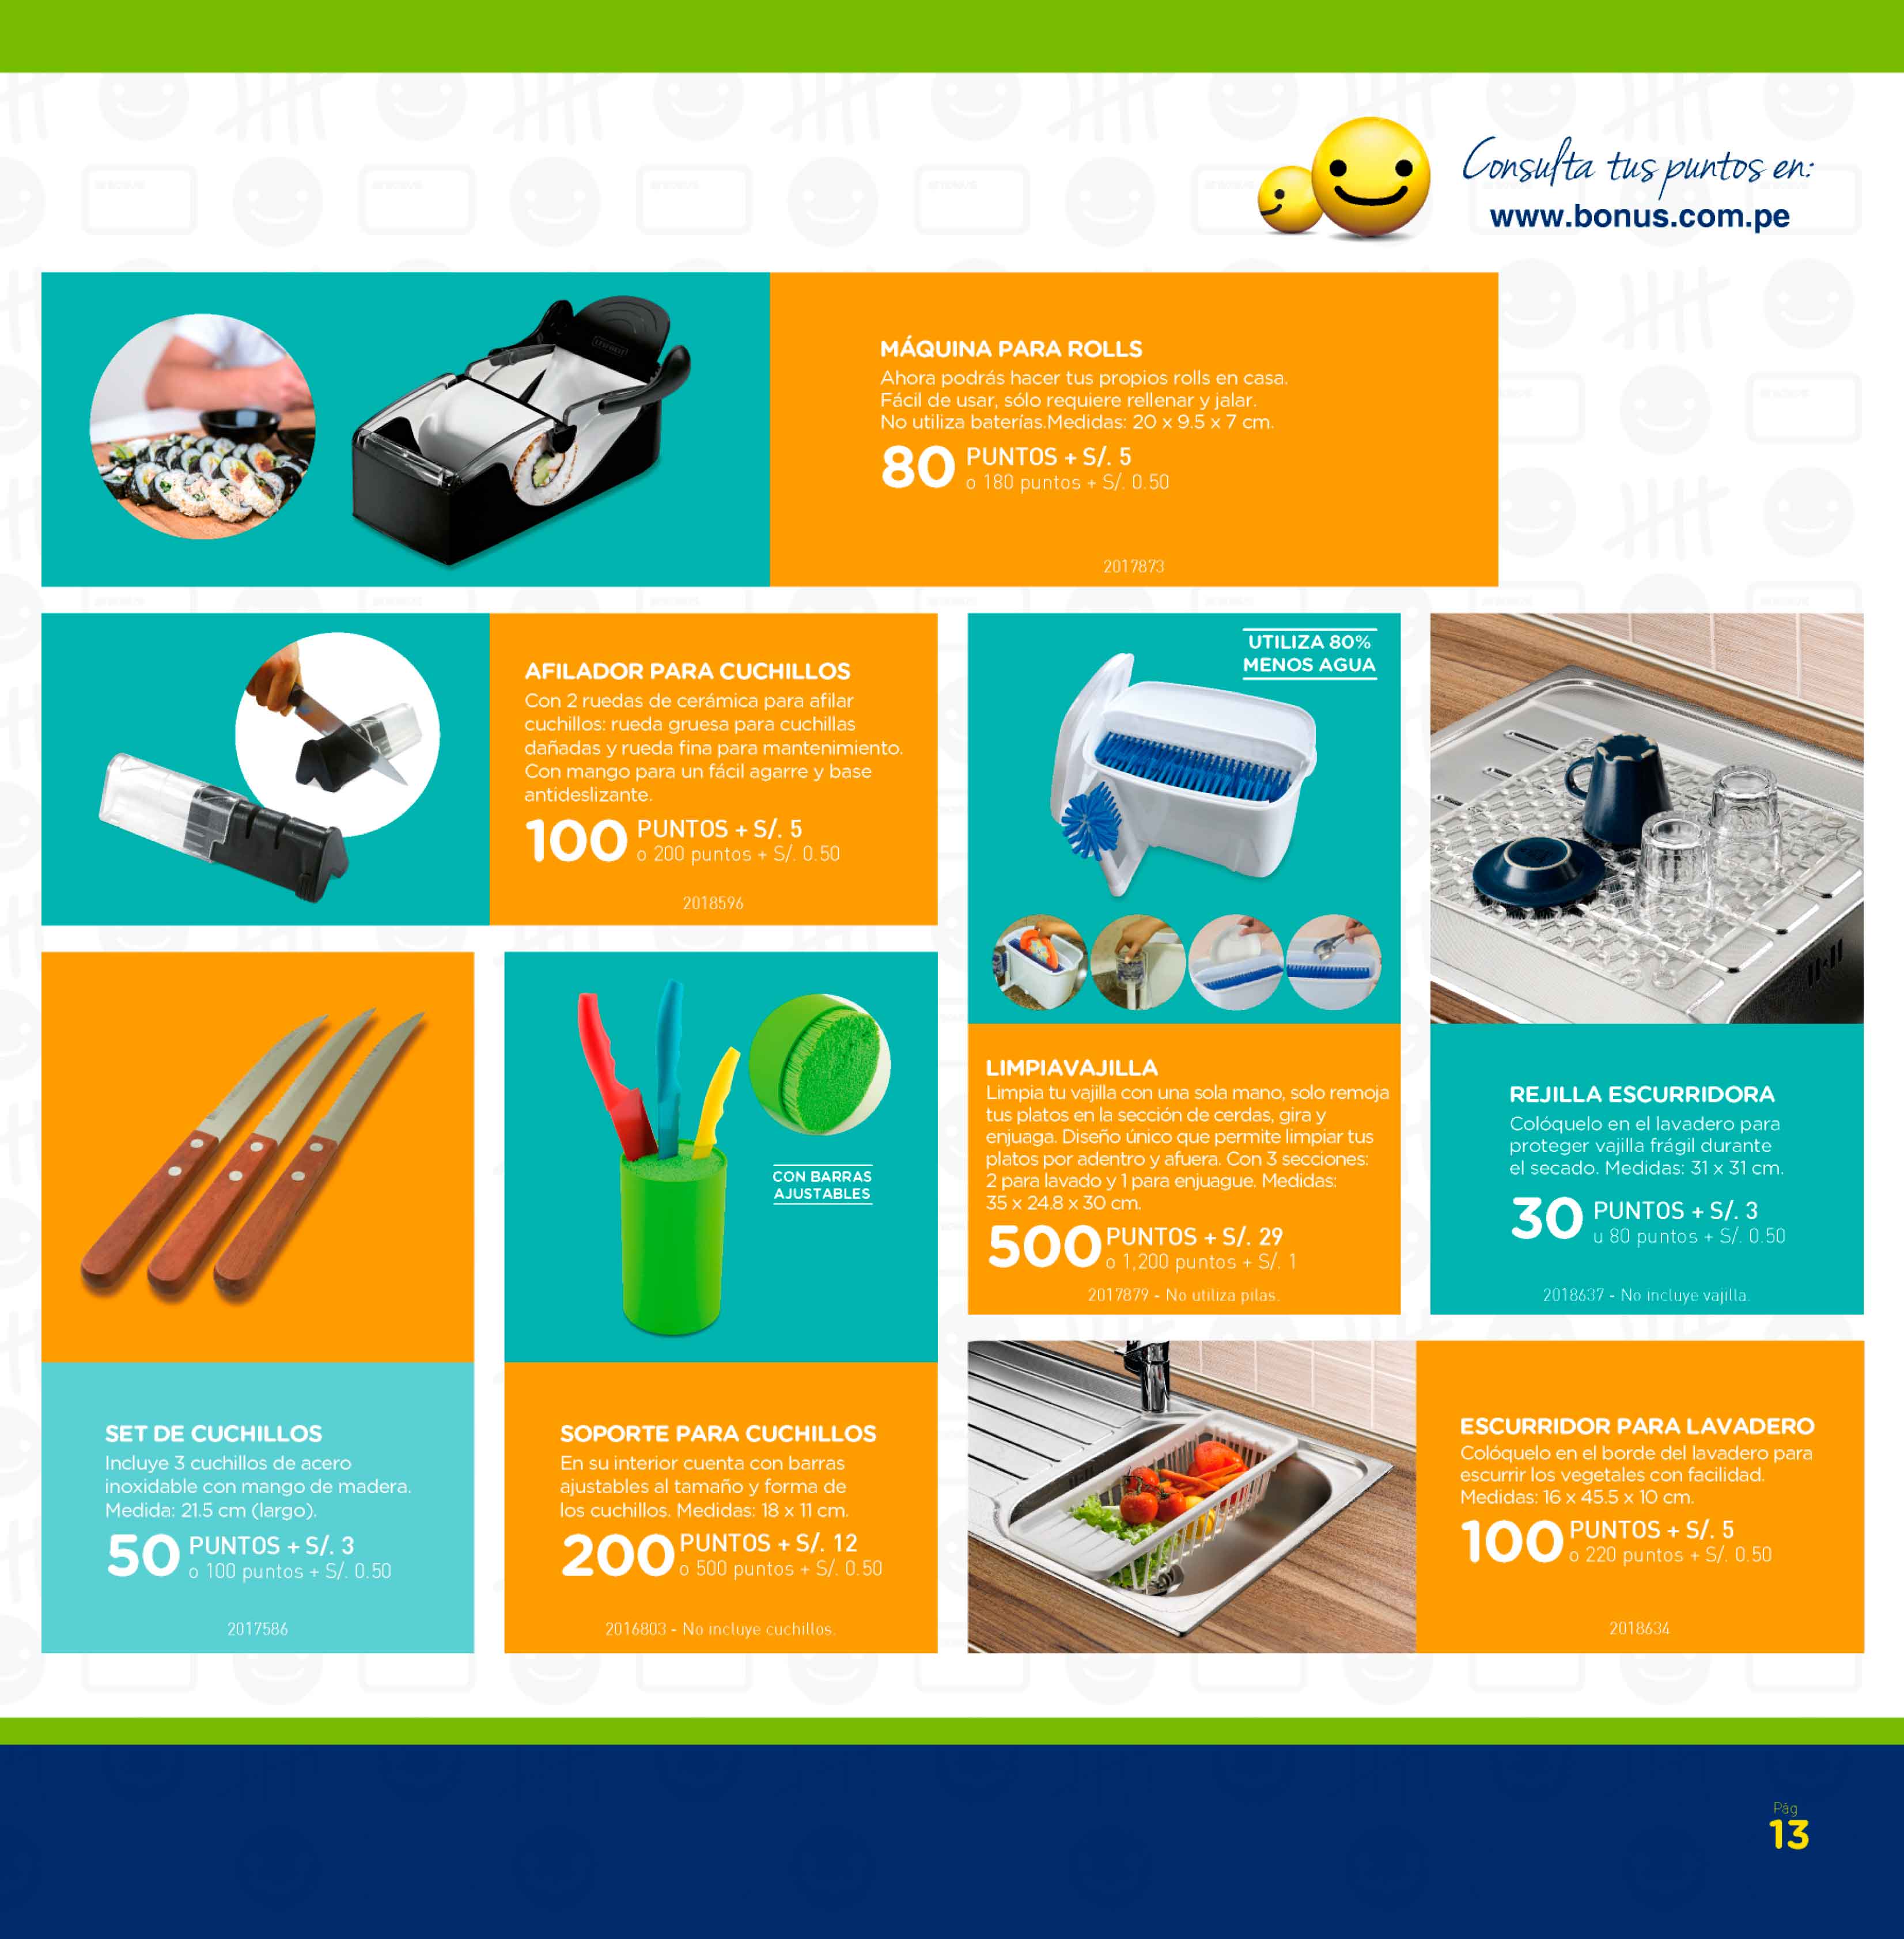 Consulta tus puntos en:
www.bonus.com.pe
MÁQUINA PARA ROLLS
Ahora podrás hacer tus propios rolls en casa.
Fácil de usar, sólo requiere rellenar y jalar.
No utiliza baterías.Medidas: 20 x 9.5 x 7 cm.
80 PUNTOS + S/. 5
o 180 puntos + S/. 0.50
2017873
AFILADOR PARA CUCHILLOS
Con 2 ruedas de cerámica para afilar
cuchillos: rueda gruesa para cuchillas
dañadas y rueda fina para mantenimiento.
Con mango para un fácil agarre y base
antideslizante.
100 PUNTOS + S/. 5
o 200 puntos + S/. 0.50
2018596
UTILIZA 80%
MENOS AGUA
LIMPIAVAJILLA
Limpia tu vajilla con una sola mano, solo remoja
tus platos en la sección de cerdas, gira y
enjuaga. Diseño único que permite limpiar tus
platos por adentro y afuera. Con 3 secciones:
2 para lavado y 1 para enjuague. Medidas:
35 x 24.8 x 30 cm.
500 PUNTOS + S/. 29
o 1,200 puntos + S/. 1
2017879 - No utiliza pilas.
REJILLA ESCURRIDORA
Colóquelo en el lavadero para
proteger vajilla frágil durante
el secado. Medidas: 31 x 31 cm.
30 PUNTOS + S/. 3
u 80 puntos + S/. 0.50
2018637 - No incluye vajilla.
SET DE CUCHILLOS
Incluye 3 cuchillos de acero
inoxidable con mango de madera.
Medida: 21.5 cm (largo).
50 PUNTOS + S/. 3
o 100 puntos + S/. 0.50
2017586
CON BARRAS
AJUSTABLES
SOPORTE PARA CUCHILLOS
En su interior cuenta con barras
ajustables al tamaño y forma de
los cuchillos. Medidas: 18 x 11 cm.
200 PUNTOS + S/. 12
o 500 puntos + S/. 0.50
2016803 - No incluye cuchillos.
ESCURRIDOR PARA LAVADERO
Colóquelo en el borde del lavadero para
escurrir los vegetales con facilidad.
Medidas: 16 x 45.5 x 10 cm.
100 PUNTOS + S/. 5
o 220 puntos + S/. 0.50
2018634
Pág
13